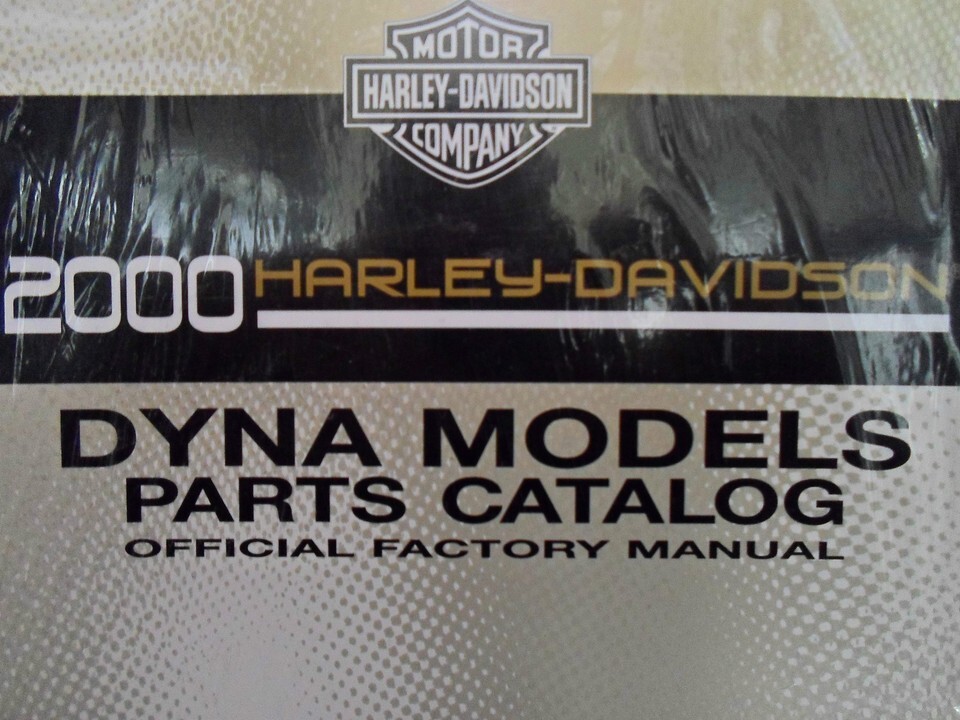 MOTOR
HARLEY-DAVIDSON
COMPANY
2000 HARLEY-DAVIDSON
DYNA MODELS
PARTS CATALOG
OFFICIAL FACTORY MANUAL